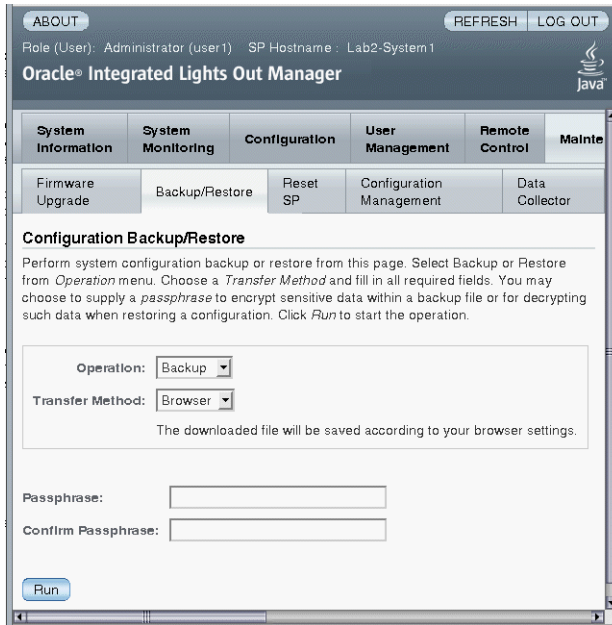 ABOUT
REFRESH
LOG OUT
Role (User): Administrator (user1) SP Hostname : Lab2-System1
Oracle® Integrated Lights Out Manager
Java™
System Information
System Monitoring
Configuration
User Management
Remote Control
Mainte
Firmware Upgrade
Backup/Restore
Reset SP
Configuration Management
Data Collector
Configuration Backup/Restore
Perform system configuration backup or restore from this page. Select Backup or Restore
from Operation menu. Choose a Transfer Method and fill in all required fields. You may
choose to supply a passphrase to encrypt sensitive data within a backup file or for decrypting
such data when restoring a configuration. Click Run to start the operation.
Operation: Backup
Transfer Method: Browser
The downloaded file will be saved according to your browser settings.
Passphrase:
Confirm Passphrase:
Run